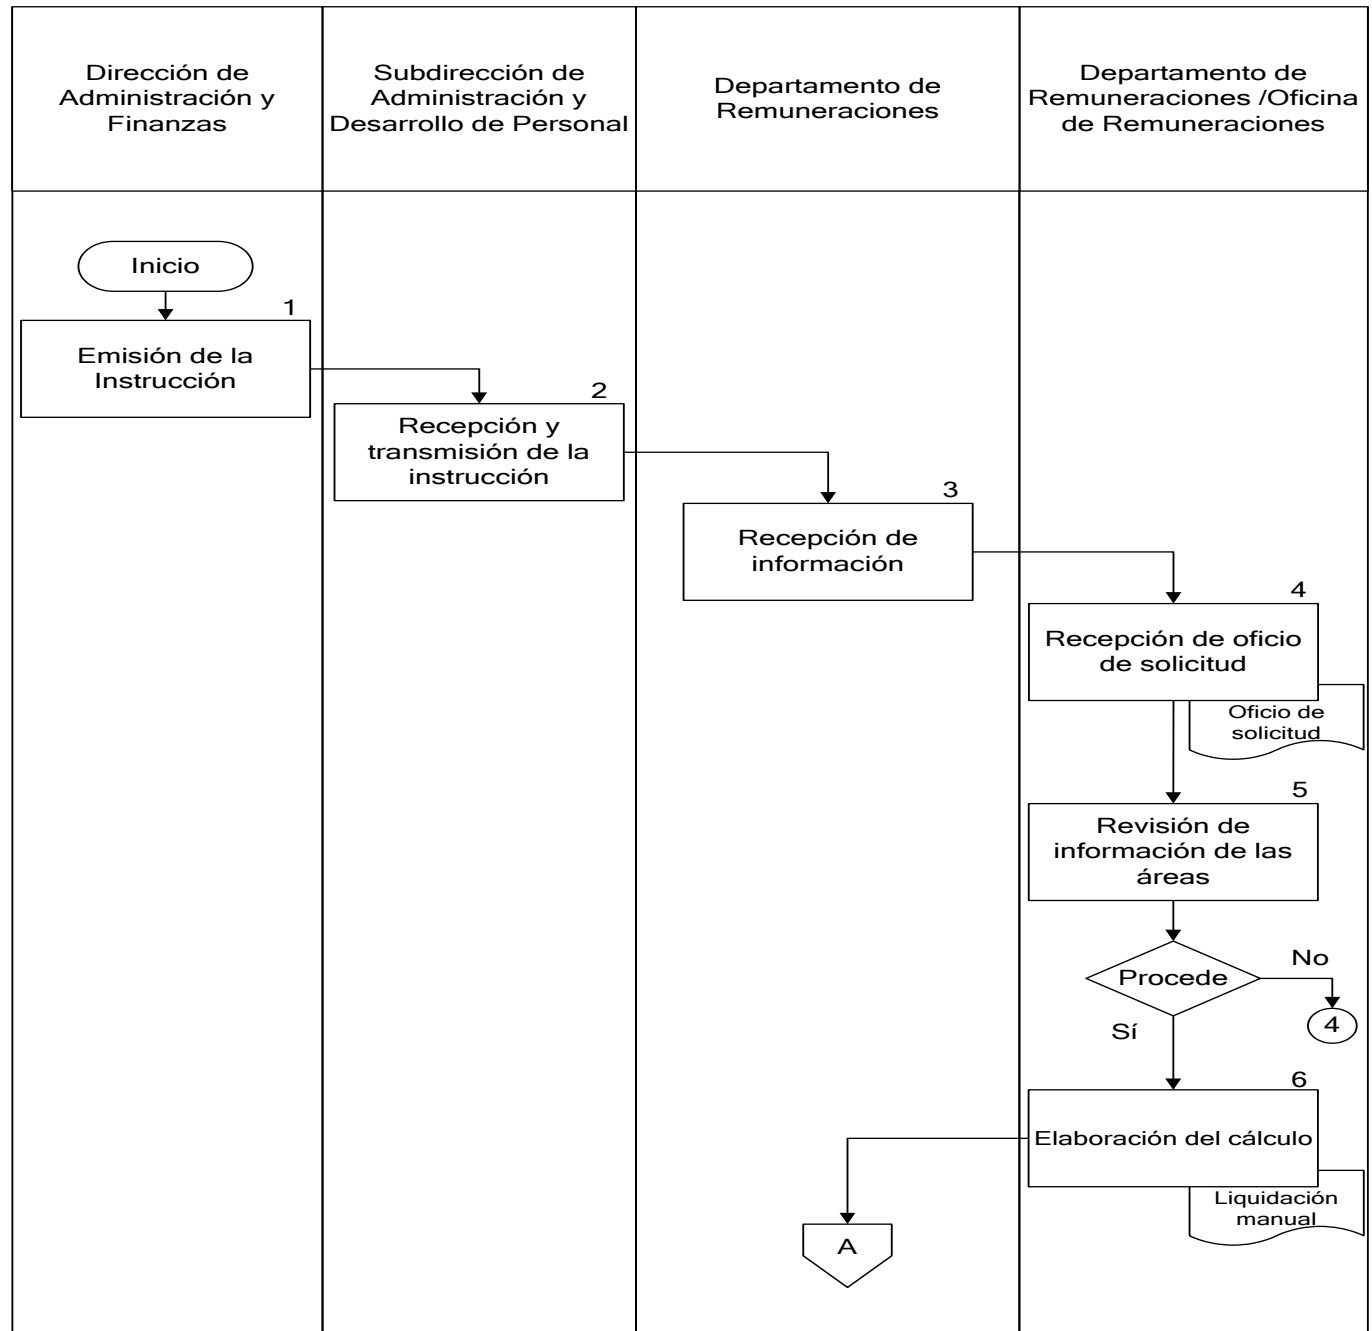 Dirección de
Administración y
Finanzas
Subdirección de
Administración y
Desarrollo de Personal
Departamento de
Remuneraciones
Departamento de
Remuneraciones /Oficina
de Remuneraciones
Inicio
1
Emisión de la
Instrucción
2
Recepción y
transmisión de la
instrucción
3
Recepción de
información
4
Recepción de oficio
de solicitud
Oficio de
solicitud
5
Revisión de
información de las
áreas
Procede
No
4
Sí
6
Elaboración del cálculo
Liquidación
manual
A